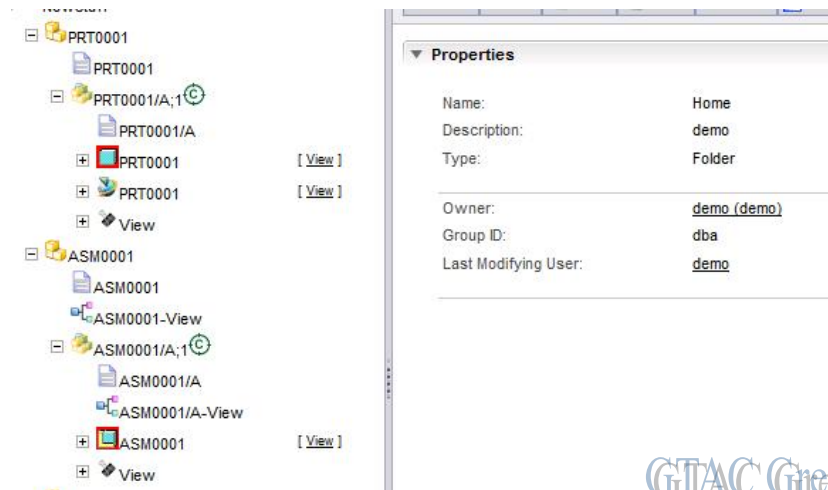 PRT0001
PRT0001
PRT0001/A;1 C
PRT0001/A
PRT0001 [ View ]
PRT0001 [ View ]
View
ASM0001
ASM0001
ASM0001-View
ASM0001/A;1 C
ASM0001/A
ASM0001/A-View
ASM0001 [ View ]
View
Properties
Name: Home
Description: demo
Type: Folder
Owner: demo (demo)
Group ID: dba
Last Modifying User: demo
GTAC